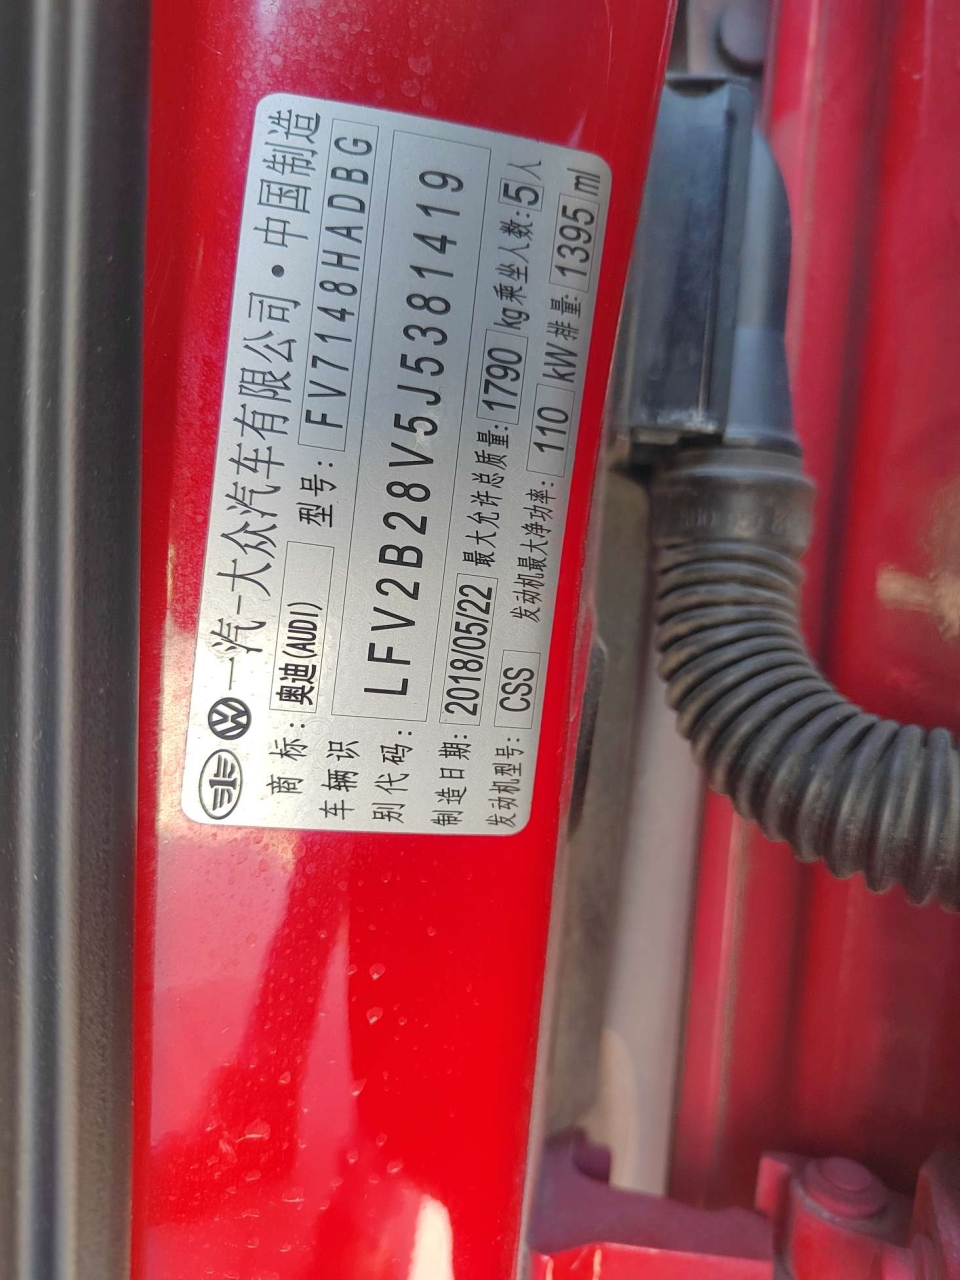 一汽-大众汽车有限公司·中国制造
商标:奥迪(AUDI) 型号:FV7148HADBG
车辆识
别代码:LFV2B28V5J5381419
制造日期:2018/05/22 最大允许总质量:1790 kg 乘坐人数:5人
发动机型号:CSS 发动机最大净功率:110 kW 排量:1395 ml